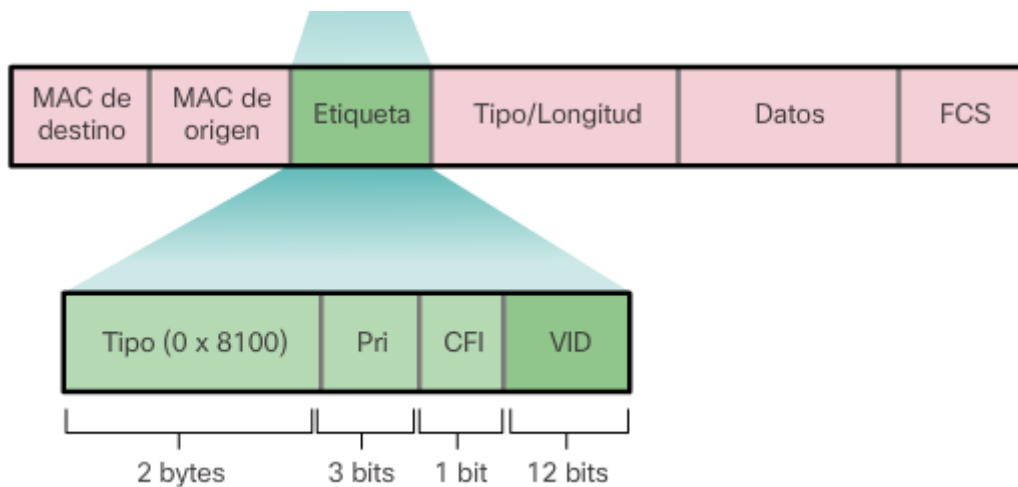 MAC de
destino
MAC de
origen
Etiqueta
Tipo/Longitud
Datos
FCS
Tipo (0 x 8100)
Pri
CFI
VID
2 bytes
3 bits
1 bit
12 bits